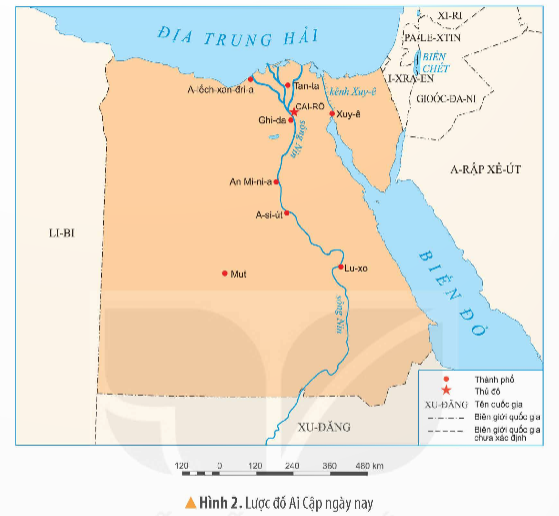 XI-RI
ĐỊA TRUNG HẢI
PA-LE-XTIN
BIỂN
CHẾT
I-XRA-EN
A-lếch-xan-đri-a
Tan-ta
kênh Xuy-ê
GIOÓC-ĐA-NI
CAI-RÔ
Ghi-da
Xuy-ê
sông Nin
A-RẬP XÊ-ÚT
An Mi-ni-a
A-si-út
LI-BI
BIỂN ĐỎ
Mut
Lu-xo
sông Nin
Thành phố
Thủ đô
XU-ĐĂNG Tên cuốc gia
Biên giới quốc gia
Biên giới quốc gia
chưa xác định
XU-ĐĂNG
120 0 120 240 360 480 km
▲ Hình 2. Lược đồ Ai Cập ngày nay